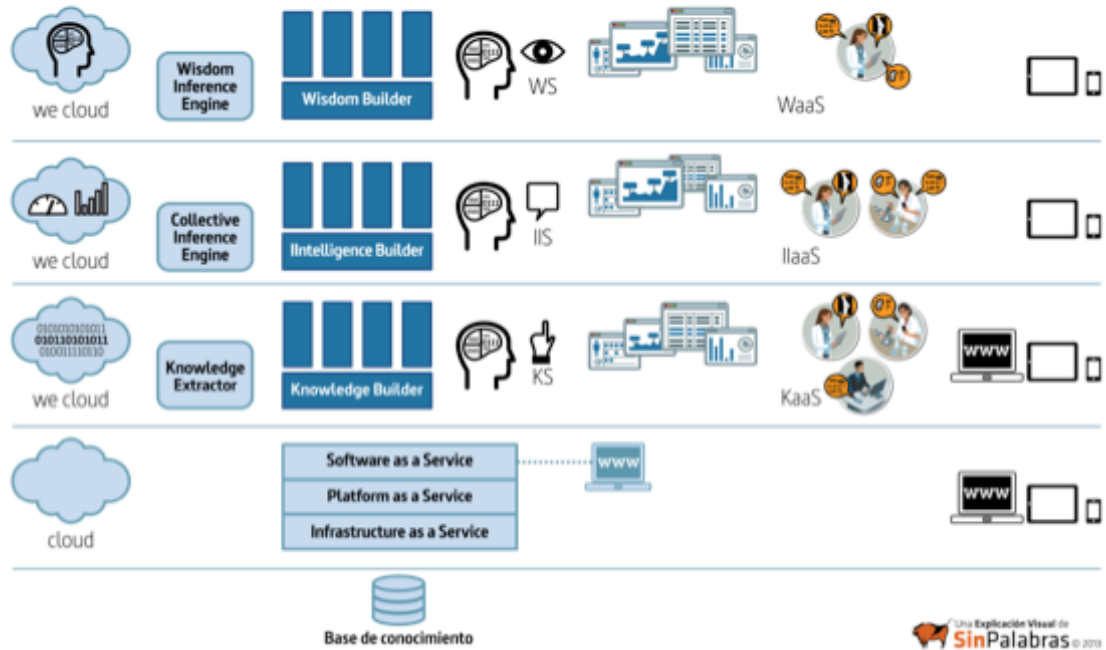 we cloud
Wisdom
Inference
Engine
Wisdom Builder
WS
WaaS
we cloud
Collective
Inference
Engine
IIntelligence Builder
IIS
IIaaS
0101010101011
010110101011
010011110110
we cloud
Knowledge
Extractor
Knowledge Builder
KS
KaaS
www
cloud
Software as a Service
Platform as a Service
Infrastructure as a Service
www
www
Base de conocimiento
Una Explicación Visual de
SinPalabras © 2013